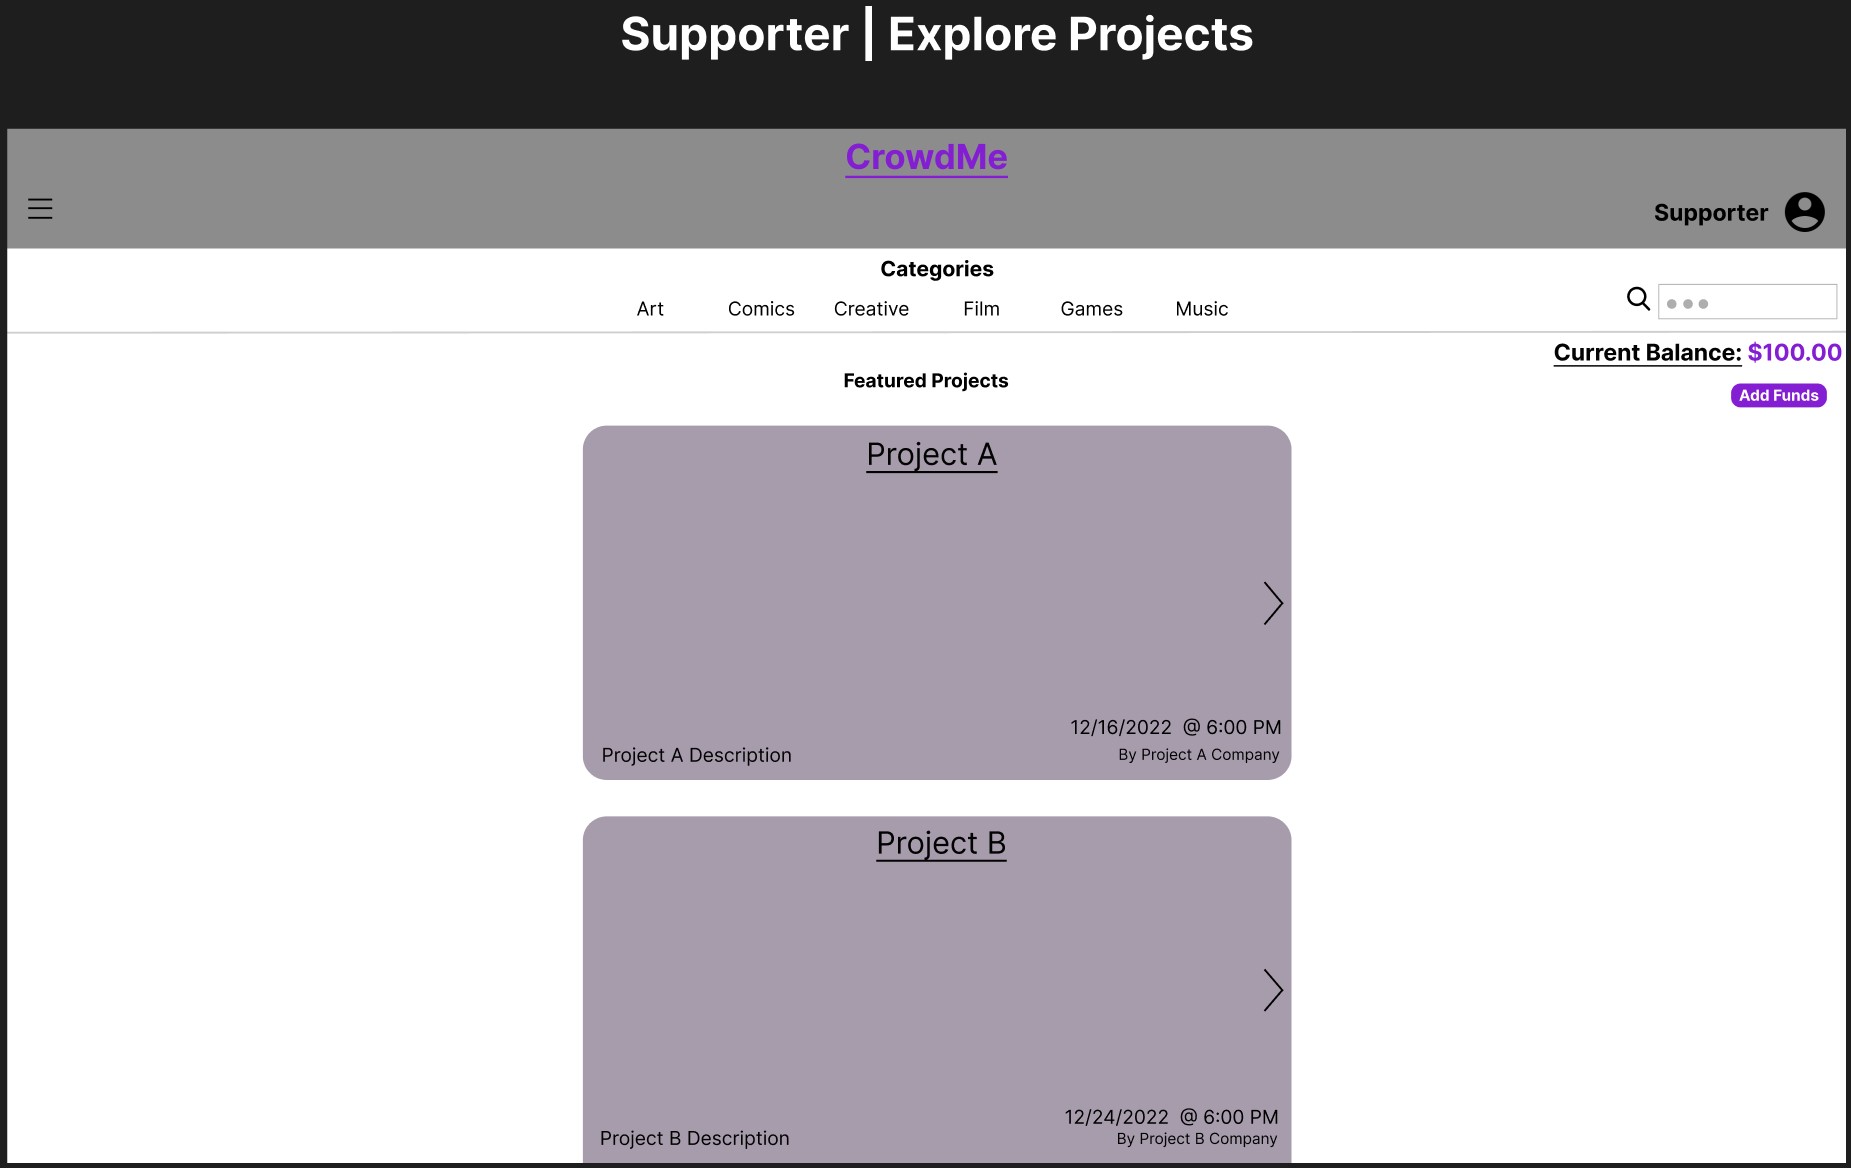 Supporter | Explore Projects
CrowdMe
Supporter
Categories
Art Comics Creative Film Games Music
Current Balance: $100.00
Featured Projects
Add Funds
Project A
12/16/2022 @ 6:00 PM
Project A Description
By Project A Company
Project B
12/24/2022 @ 6:00 PM
Project B Description
By Project B Company